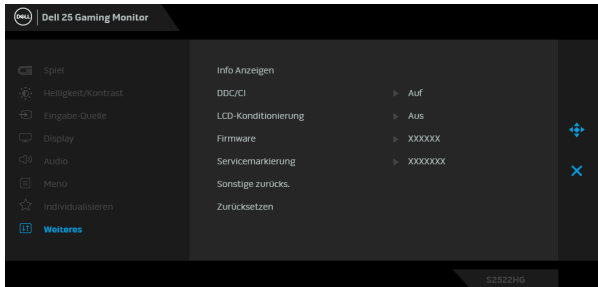 DELL Dell 25 Gaming Monitor
Spiel
Helligkeit/Kontrast
Eingabe-Quelle
Display
Audio
Menü
Individualisieren
Weiteres
Info Anzeigen
DDC/CI Auf
LCD-Konditionierung Aus
Firmware XXXXXX
Servicemarkierung XXXXXXX
Sonstige zurücks.
Zurücksetzen
S2522HG